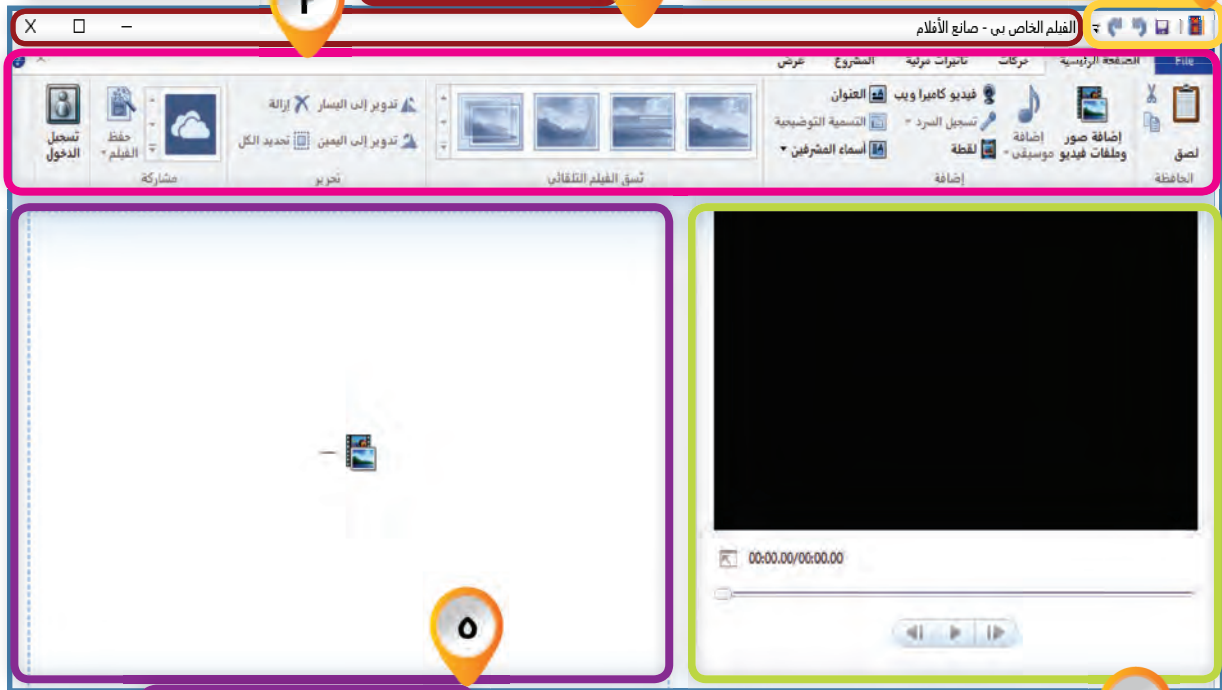 ٣
الفيلم الخاص بي - صانع الأفلام
File الصفحة الرئيسية حركات تأثيرات مرئية المشروع عرض
لصق
الحافظة
إضافة صور وملفات فيديو
إضافة موسيقى
فيديو كاميرا ويب
تسجيل السرد
لقطة
العنوان
التسمية التوضيحية
أسماء المشرفين
إضافة
نسق الفيلم التلقائي
تدوير إلى اليسار
إزالة
تدوير إلى اليمين
تحديد الكل
تحرير
مشاركة
حفظ الفيلم
تسجيل الدخول
00:00.00/00:00.00
٥